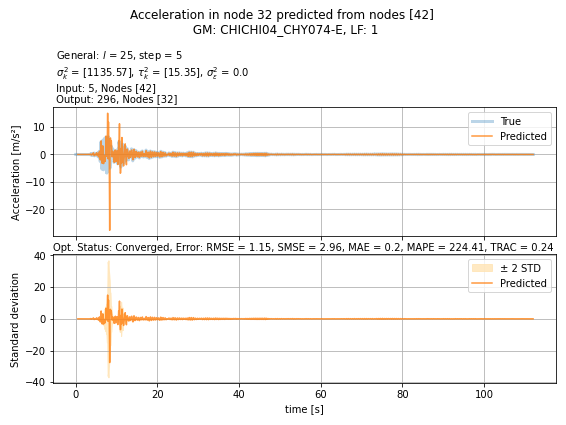 Acceleration in node 32 predicted from nodes [42]
GM: CHICHI04_CHY074-E, LF: 1
General: l = 25, step = 5
σ²ₖ = [1135.57], τ²ₖ = [15.35], σ²_ε = 0.0
Input: 5, Nodes [42]
Output: 296, Nodes [32]
Acceleration [m/s²]
10
0
−10
−20
True
Predicted
Opt. Status: Converged, Error: RMSE = 1.15, SMSE = 2.96, MAE = 0.2, MAPE = 224.41, TRAC = 0.24
Standard deviation
40
20
0
−20
−40
± 2 STD
Predicted
0 20 40 60 80 100
time [s]